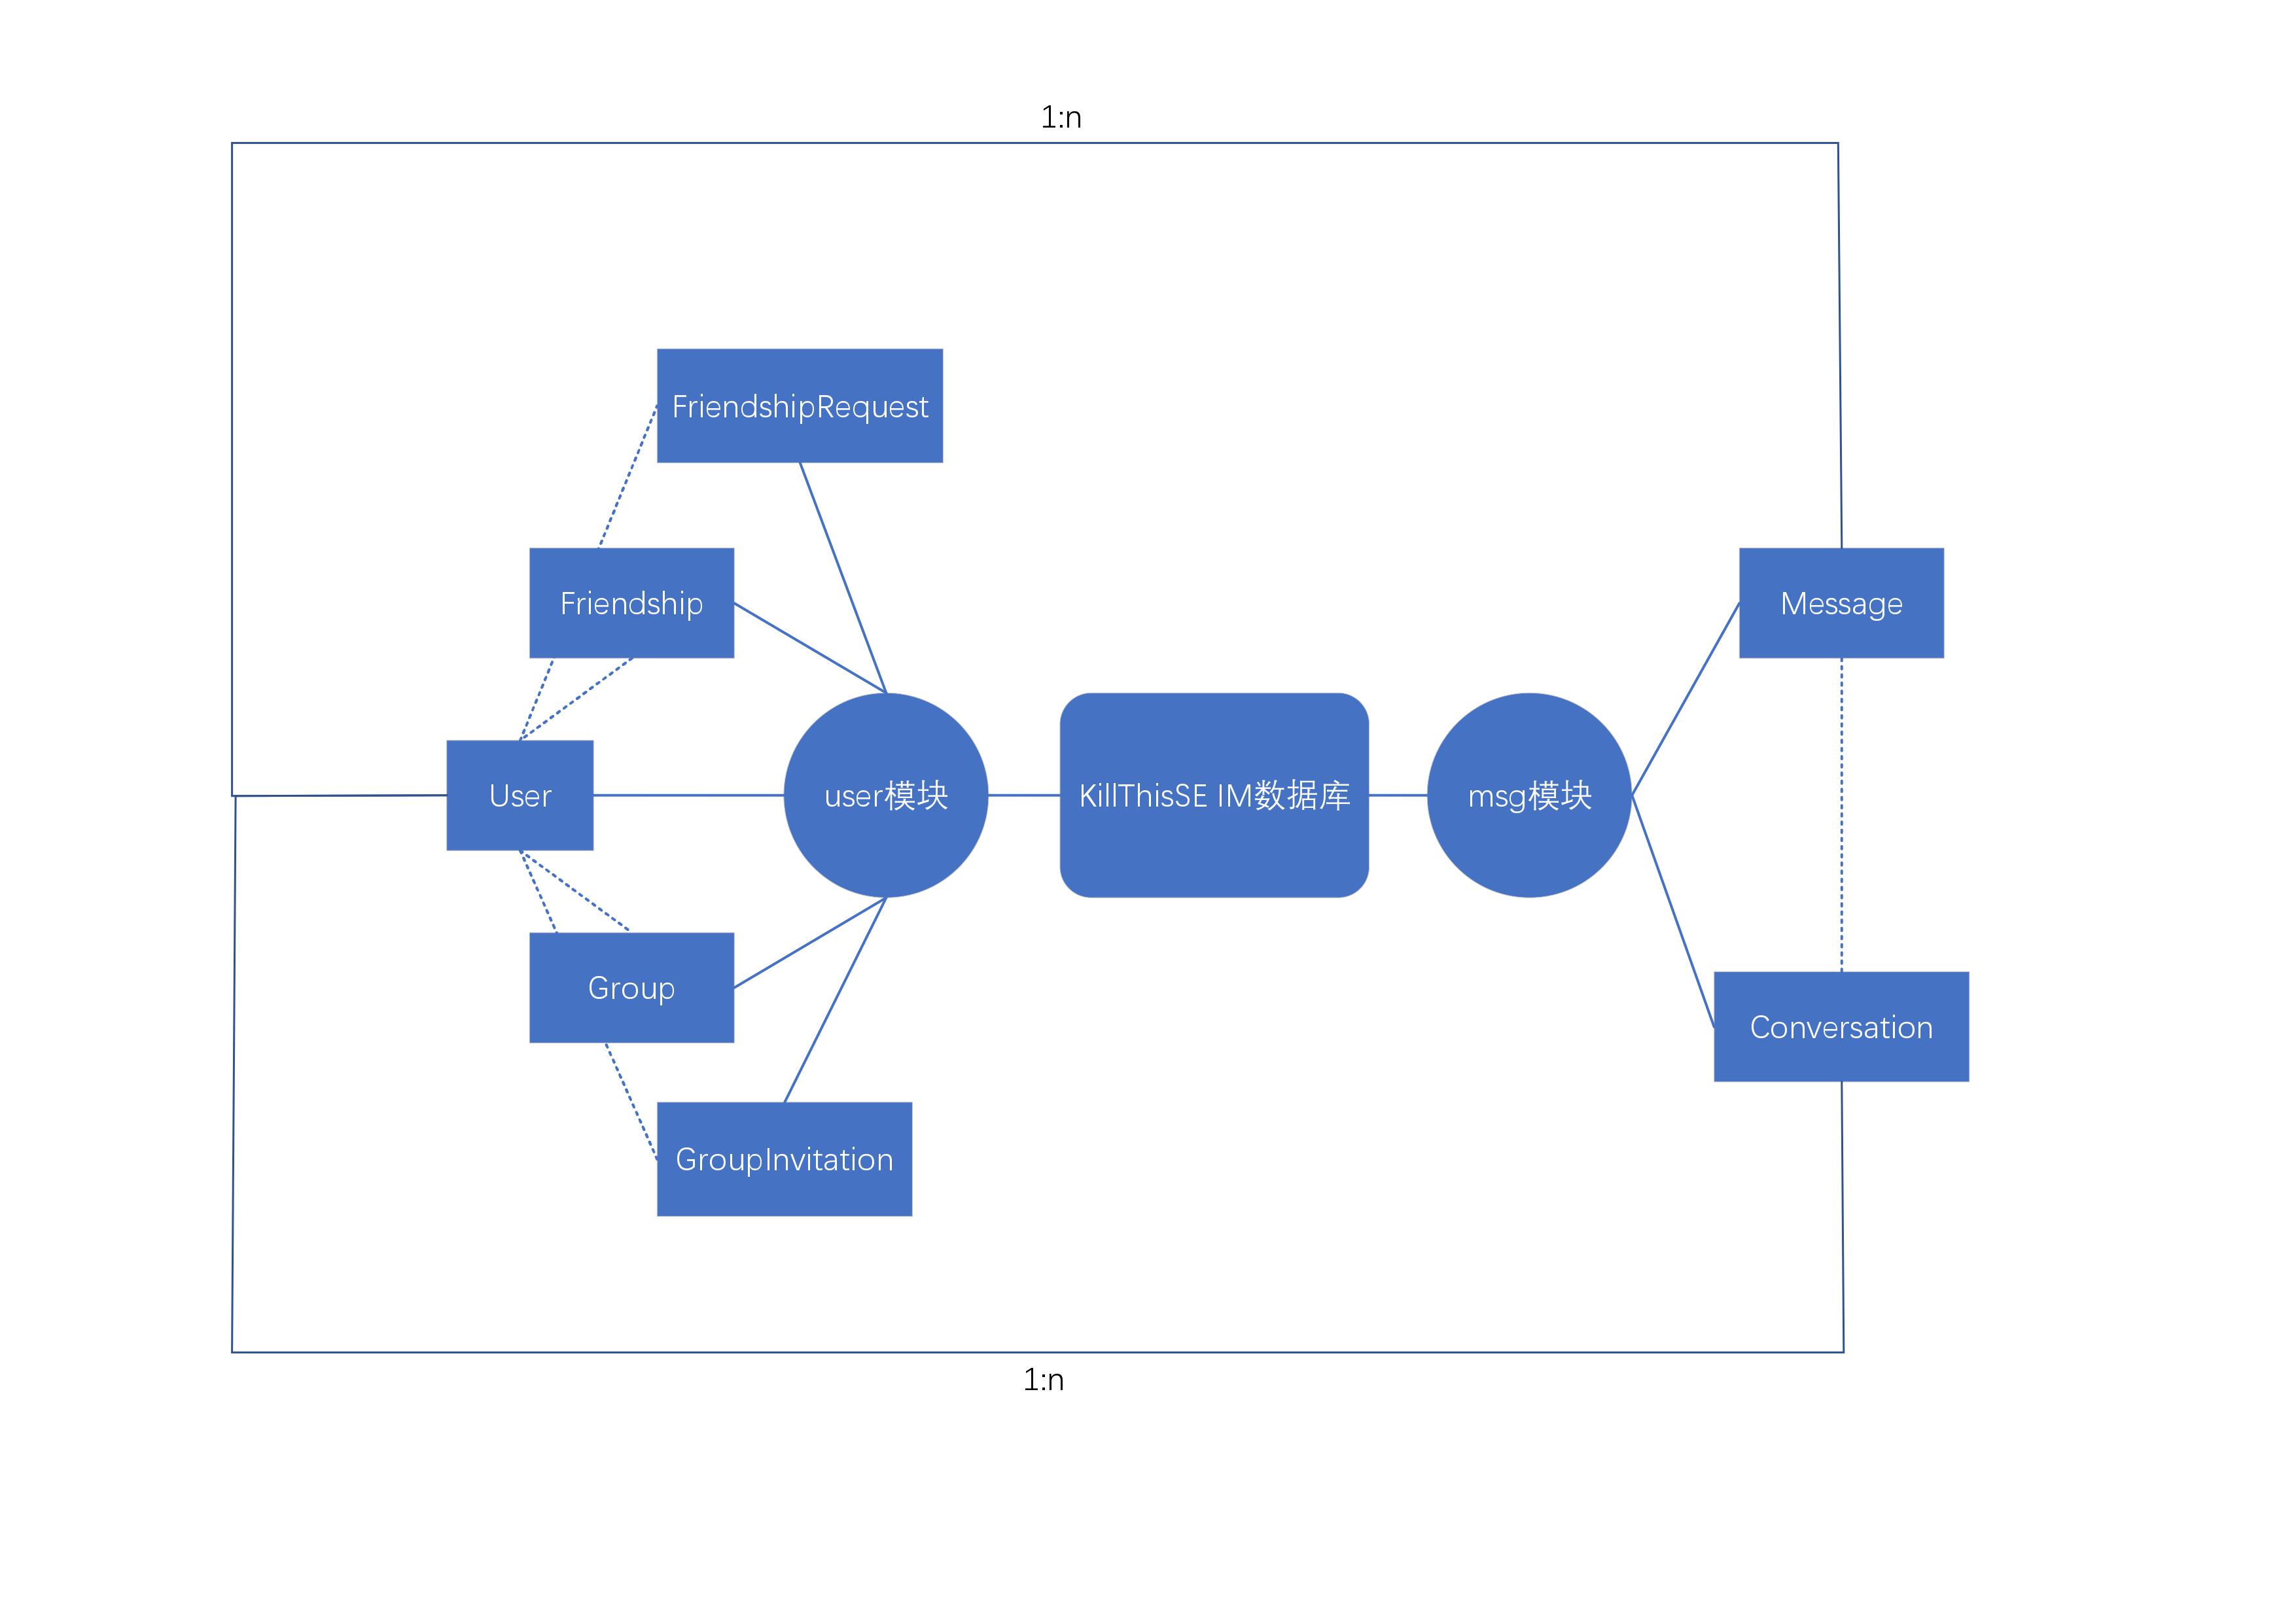 1:n
FriendshipRequest
Friendship
Message
User
user模块
KillThisSE IM数据库
msg模块
Group
Conversation
GroupInvitation
1:n